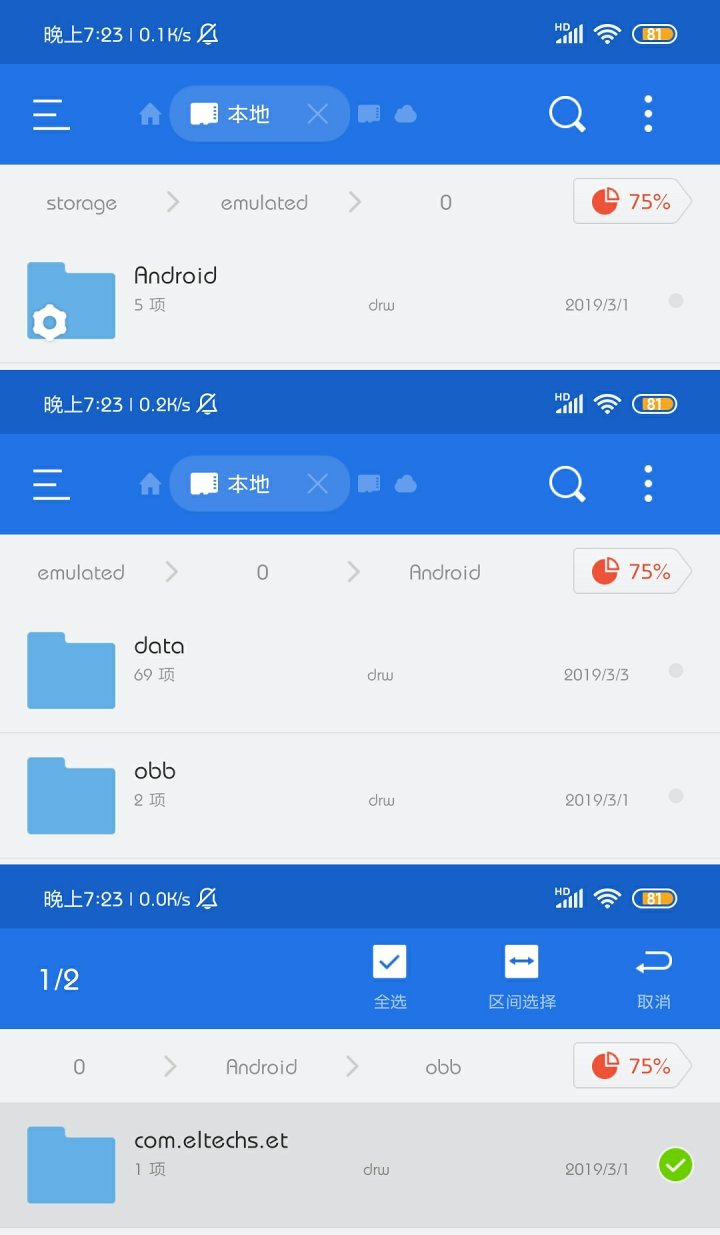 晚上7:23 | 0.1K/s HD 81
本地
storage emulated 0 75%
Android
5 项 drw 2019/3/1
晚上7:23 | 0.2K/s HD 81
本地
emulated 0 Android 75%
data
69 项 drw 2019/3/3
obb
2 项 drw 2019/3/1
晚上7:23 | 0.0K/s HD 81
1/2
全选 区间选择 取消
0 Android obb 75%
com.eltechs.et
1 项 drw 2019/3/1